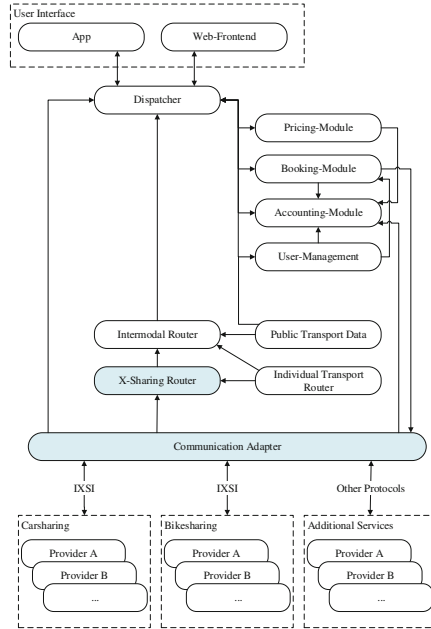 User Interface
App
Web-Frontend
Dispatcher
Pricing-Module
Booking-Module
Accounting-Module
User-Management
Intermodal Router
Public Transport Data
X-Sharing Router
Individual Transport
Router
Communication Adapter
IXSI
IXSI
Other Protocols
Carsharing
Provider A
Provider B
...
Bikesharing
Provider A
Provider B
...
Additional Services
Provider A
Provider B
...